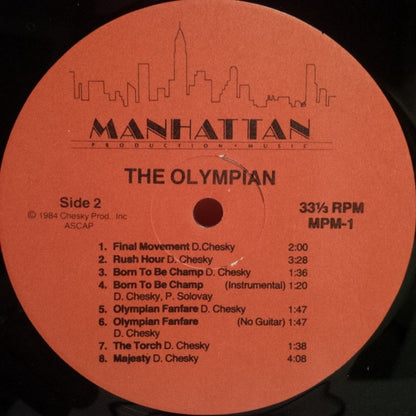 MANHATTAN
PRODUCTION • MUSIC
THE OLYMPIAN
Side 2
© 1984 Chesky Prod. Inc
ASCAP
33⅓ RPM
MPM-1
1. Final Movement D.Chesky 2:00
2. Rush Hour D. Chesky 3:28
3. Born To Be Champ D. Chesky 1:36
4. Born To Be Champ (Instrumental) 1:20
D. Chesky, P. Solovay
5. Olympian Fanfare D. Chesky 1:47
6. Olympian Fanfare (No Guitar) 1:47
D. Chesky
7. The Torch D. Chesky 1:38
8. Majesty D. Chesky 4:08